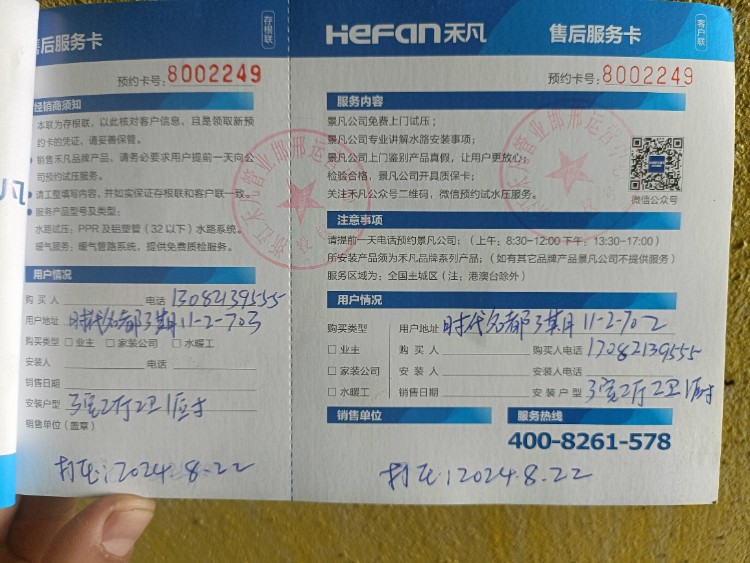 存根联
售后服务卡
预约卡号: 8002249
经销商须知
本联为存根联，以此核对客户信息，且是领取新预
约卡的凭证，请妥善保管。
销售禾凡品牌产品，请务必要求用户提前一天向公
司预约试压服务。
请工整填写内容，并如实保证存根联和客户联一致。
服务产品型号及类型:
水路试压: PPR及铝塑管（32以下）水路系统。
暖气服务: 暖气管路系统，提供免费质检服务。
用户情况
购买人 电话 13082139555
用户地址 时代名都3期11-2-703
购买类型 □ 业主 □ 家装公司 □ 水暖工
安装人 电话
销售日期
安装户型 3室2厅2卫1厨
销售单位（盖章）
打压: 2024.8.22
客户联
HeFan禾凡 售后服务卡
预约卡号: 8002249
服务内容
景凡公司免费上门试压；
景凡公司专业讲解水路安装事项；
景凡公司上门鉴别产品真假，让用户更放心；
检验合格，景凡公司开具质保卡；
关注禾凡公众号二维码，微信预约试水压服务。
微信公众号
注意事项
请提前一天电话预约景凡公司;（上午: 8:30-12:00 下午: 13:30-17:00）
所安装产品须为禾凡品牌系列产品;（如有其它品牌产品景凡公司不提供服务）
服务区域为: 全国主城区（注: 港澳台除外）
用户情况
购买类型 用户地址 时代名都3期 11-2-702
□ 业主 购买人 购买人电话 13082139555
□ 家装公司 安装人 安装人电话
□ 水暖工 销售日期 安装户型 3室2厅2卫1厨
销售单位 服务热线
400-8261-578
打压: 2024.8.22